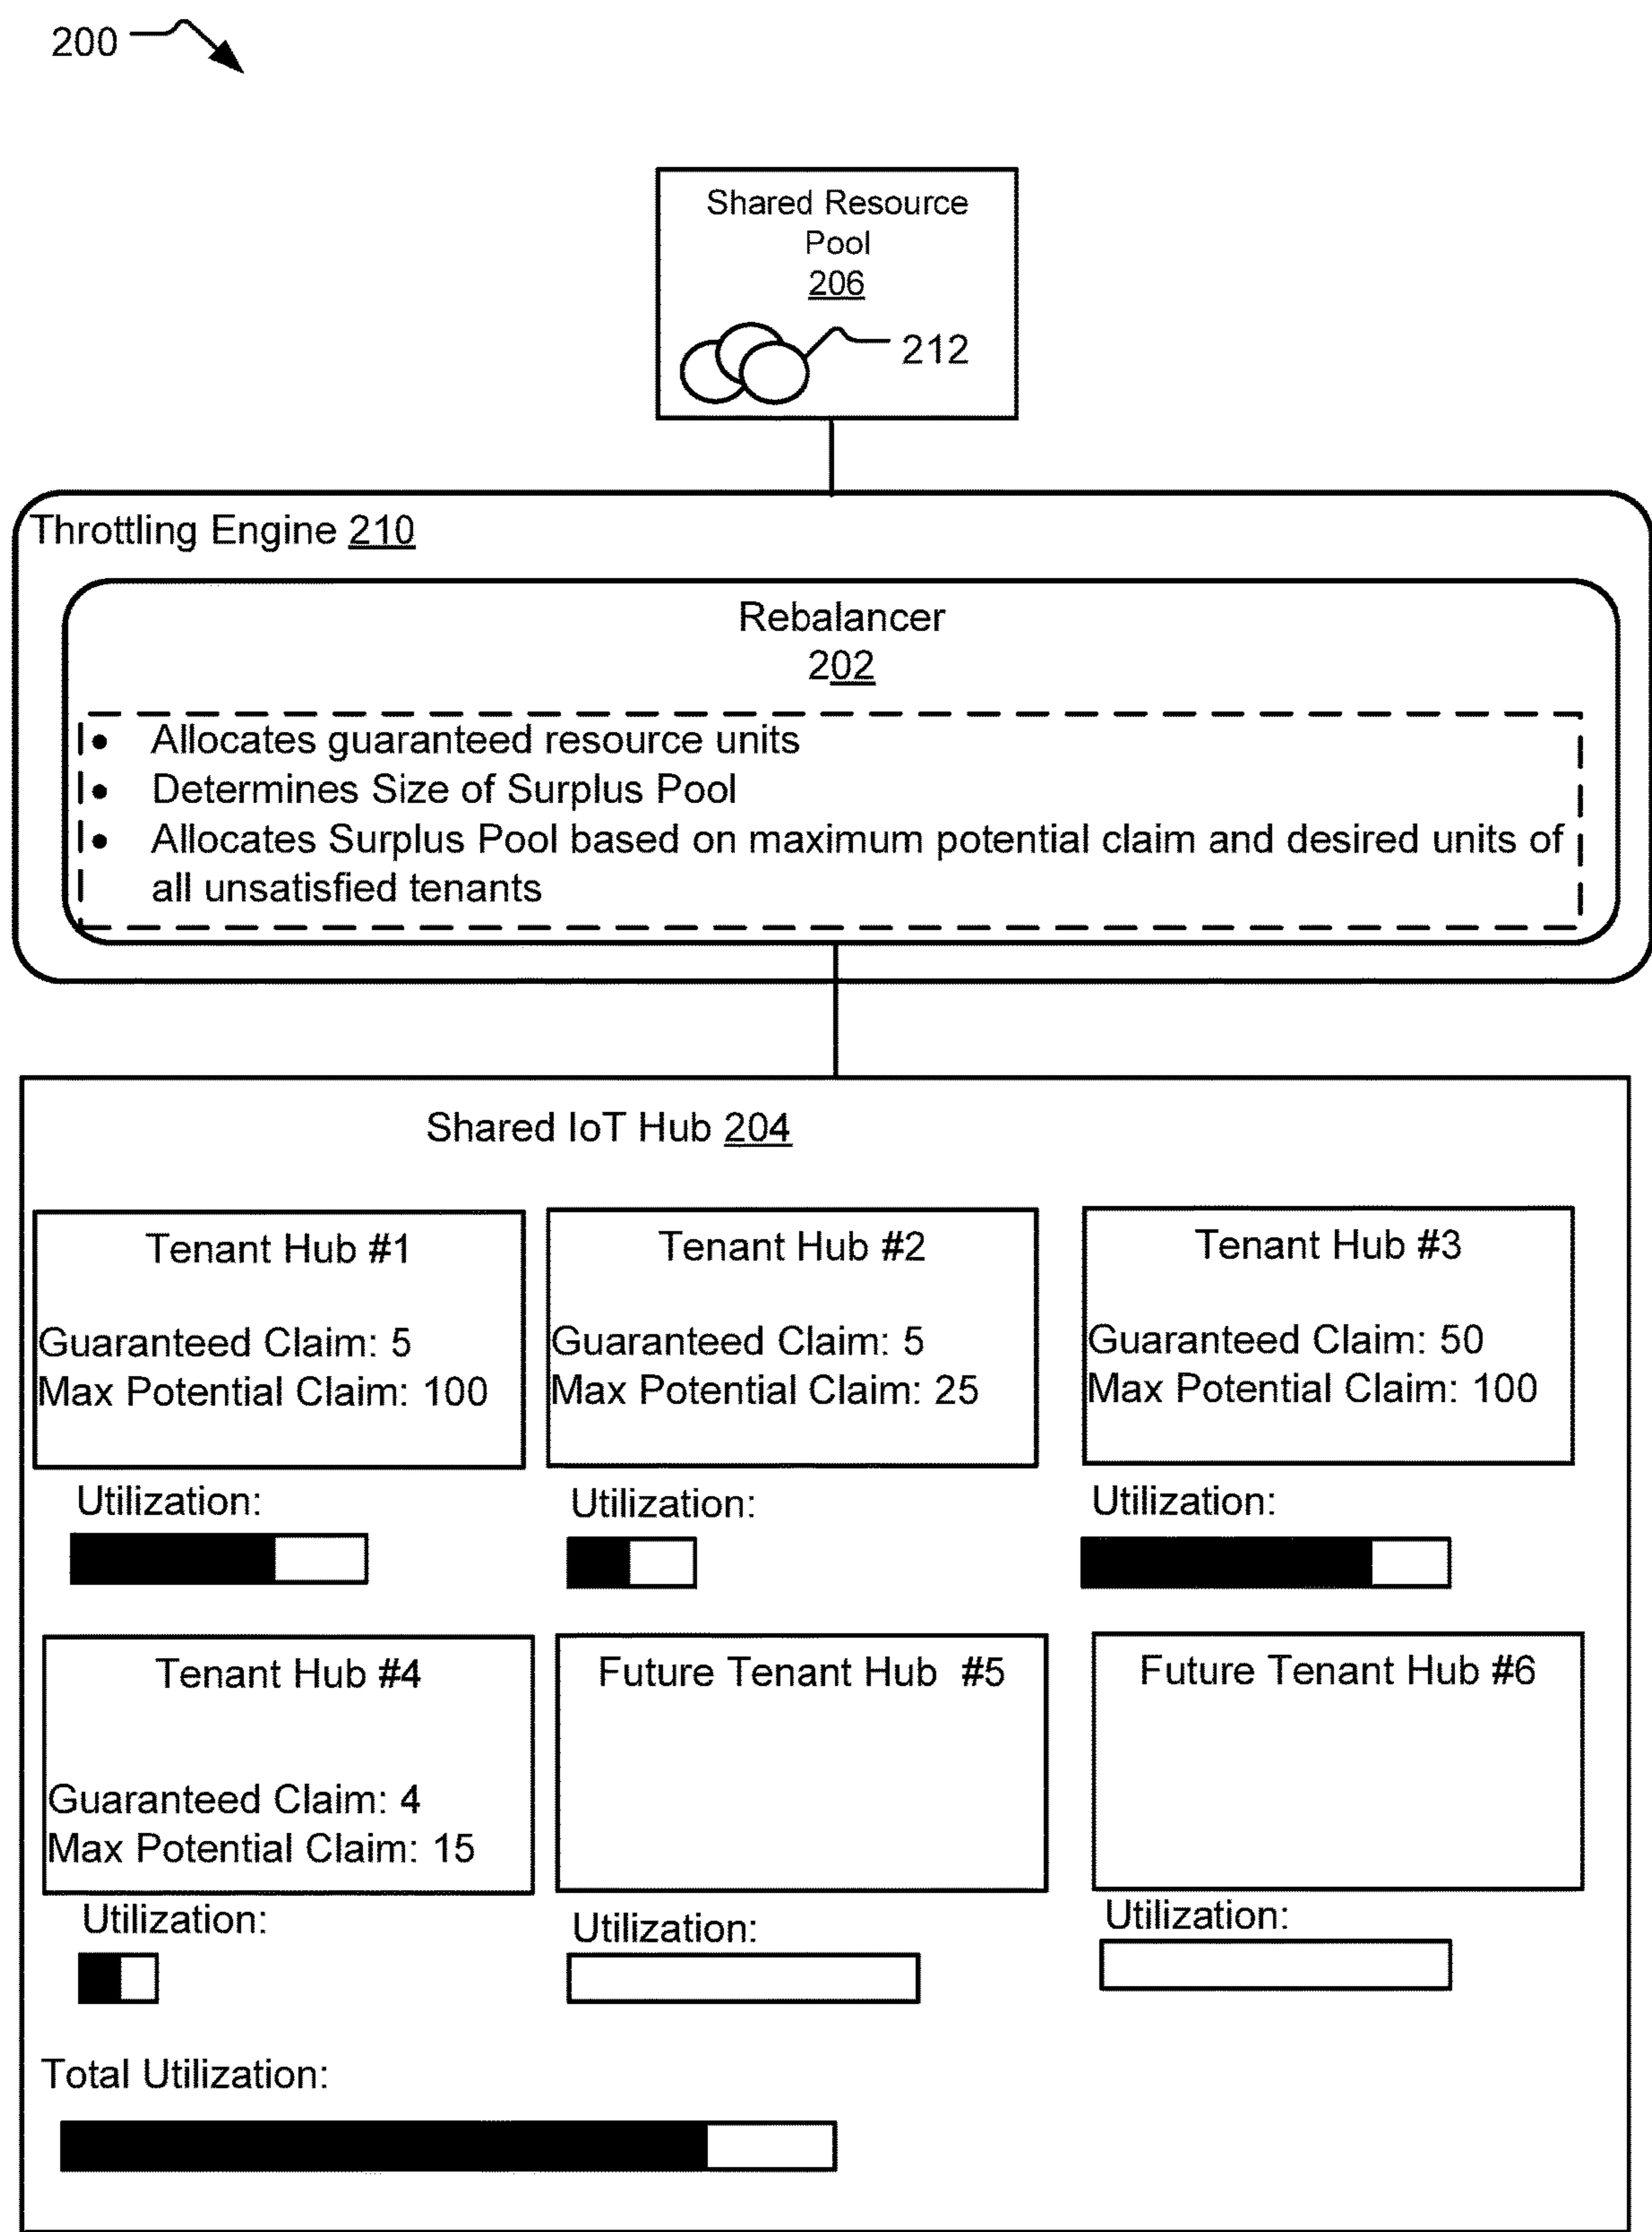 200
Shared Resource
Pool
206
212
Throttling Engine 210
Rebalancer
202
• Allocates guaranteed resource units
• Determines Size of Surplus Pool
• Allocates Surplus Pool based on maximum potential claim and desired units of
all unsatisfied tenants
Shared IoT Hub 204
Tenant Hub #1
Guaranteed Claim: 5
Max Potential Claim: 100
Utilization:
Tenant Hub #2
Guaranteed Claim: 5
Max Potential Claim: 25
Utilization:
Tenant Hub #3
Guaranteed Claim: 50
Max Potential Claim: 100
Utilization:
Tenant Hub #4
Guaranteed Claim: 4
Max Potential Claim: 15
Utilization:
Future Tenant Hub #5
Utilization:
Future Tenant Hub #6
Utilization:
Total Utilization: